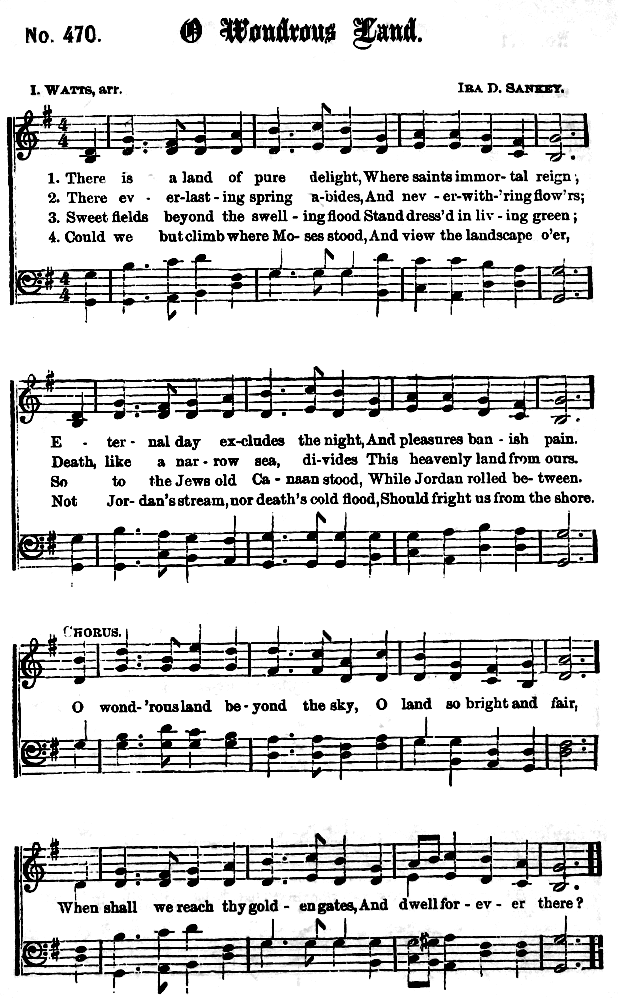 No. 470. O Wondrous Land.
I. WATTS, arr. IRA D. SANKEY.
1. There is a land of pure delight, Where saints immor- tal reign;
2. There ev - er-last - ing spring a-bides, And nev - er-with-'ring flow'rs;
3. Sweet fields beyond the swell - ing flood Stand dress'd in liv - ing green;
4. Could we but climb where Mo- ses stood, And view the landscape o'er,
E - ter - nal day ex-cludes the night, And pleasures ban - ish pain.
Death, like a nar - row sea, di-vides This heavenly land from ours.
So to the Jews old Ca - naan stood, While Jordan rolled be- tween.
Not Jor- dan's stream, nor death's cold flood, Should fright us from the shore.
CHORUS.
O wond-'rous land be - yond the sky, O land so bright and fair,
When shall we reach thy gold - en gates, And dwell for - ev - er there?